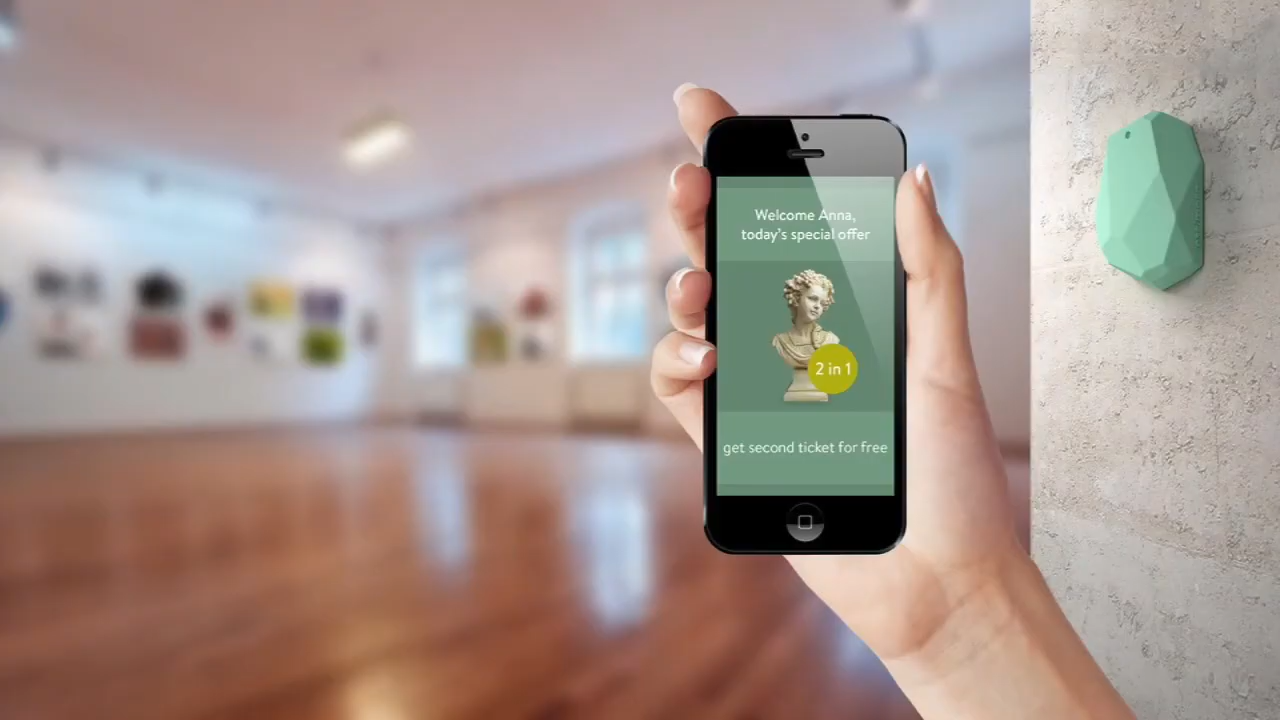 Welcome Anna,
today's special offer
2 in 1
get second ticket for free